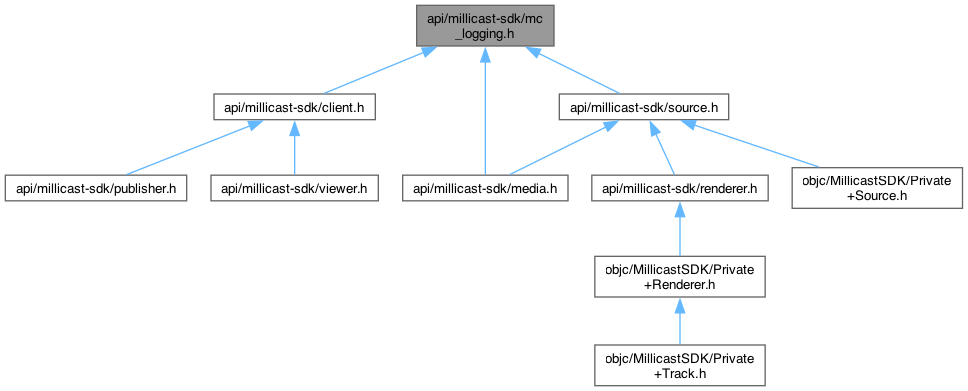 api/millicast-sdk/mc
_logging.h
api/millicast-sdk/client.h
api/millicast-sdk/source.h
api/millicast-sdk/publisher.h
api/millicast-sdk/viewer.h
api/millicast-sdk/media.h
api/millicast-sdk/renderer.h
objc/MillicastSDK/Private
+Source.h
objc/MillicastSDK/Private
+Renderer.h
objc/MillicastSDK/Private
+Track.h